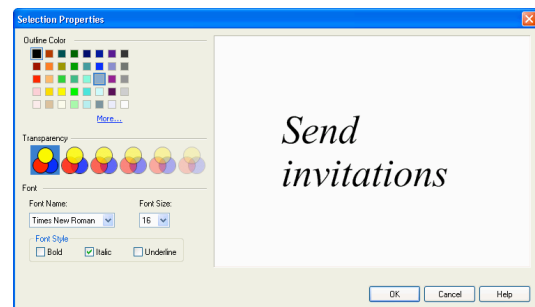 Selection Properties
Outline Color
More...
Transparency
Font
Font Name:
Font Size:
Times New Roman
16
Font Style
Bold
Italic
Underline
Send
invitations
OK
Cancel
Help